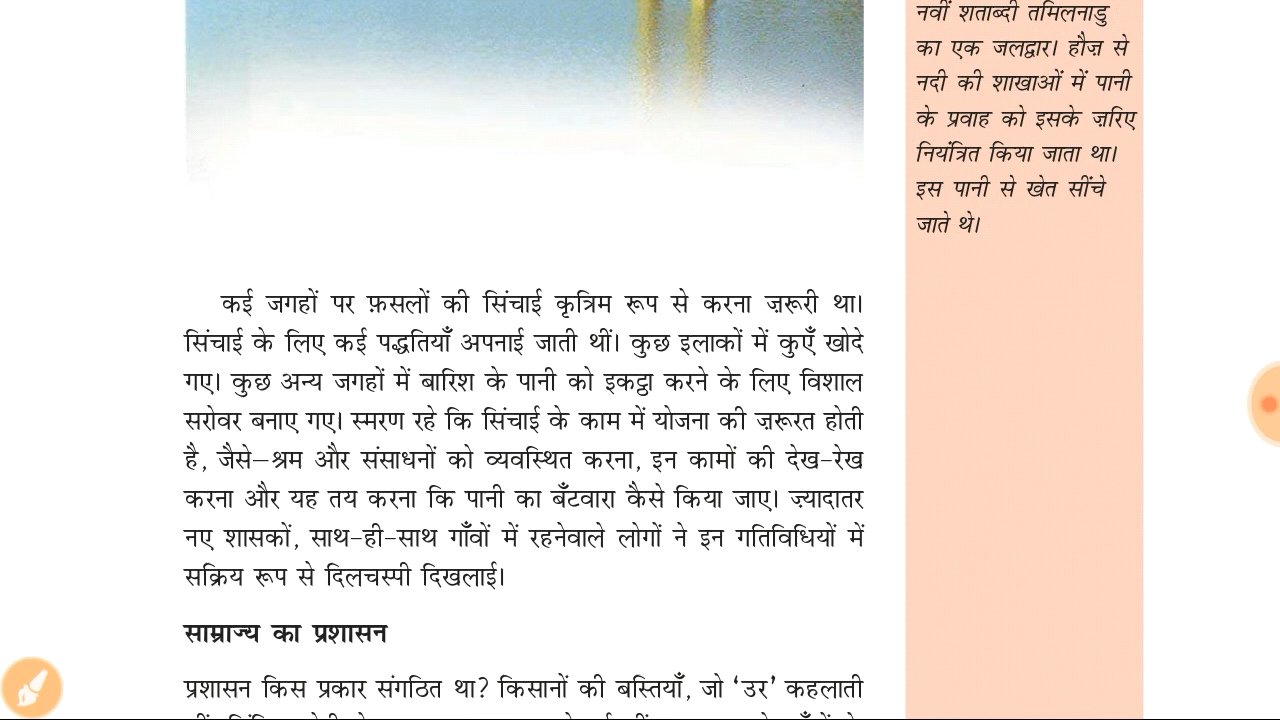 नवीं शताब्दी तमिलनाडु
का एक जलद्वार। हौज़ से
नदी की शाखाओं में पानी
के प्रवाह को इसके ज़रिए
नियंत्रित किया जाता था।
इस पानी से खेत सींचे
जाते थे।
कई जगहों पर फ़सलों की सिंचाई कृत्रिम रूप से करना ज़रूरी था।
सिंचाई के लिए कई पद्धतियाँ अपनाई जाती थीं। कुछ इलाकों में कुएँ खोदे
गए। कुछ अन्य जगहों में बारिश के पानी को इकट्ठा करने के लिए विशाल
सरोवर बनाए गए। स्मरण रहे कि सिंचाई के काम में योजना की ज़रूरत होती
है, जैसे—श्रम और संसाधनों को व्यवस्थित करना, इन कामों की देख-रेख
करना और यह तय करना कि पानी का बँटवारा कैसे किया जाए। ज़्यादातर
नए शासकों, साथ-ही-साथ गाँवों में रहनेवाले लोगों ने इन गतिविधियों में
सक्रिय रूप से दिलचस्पी दिखलाई।
साम्राज्य का प्रशासन
प्रशासन किस प्रकार संगठित था? किसानों की बस्तियाँ, जो ‘उर’ कहलाती